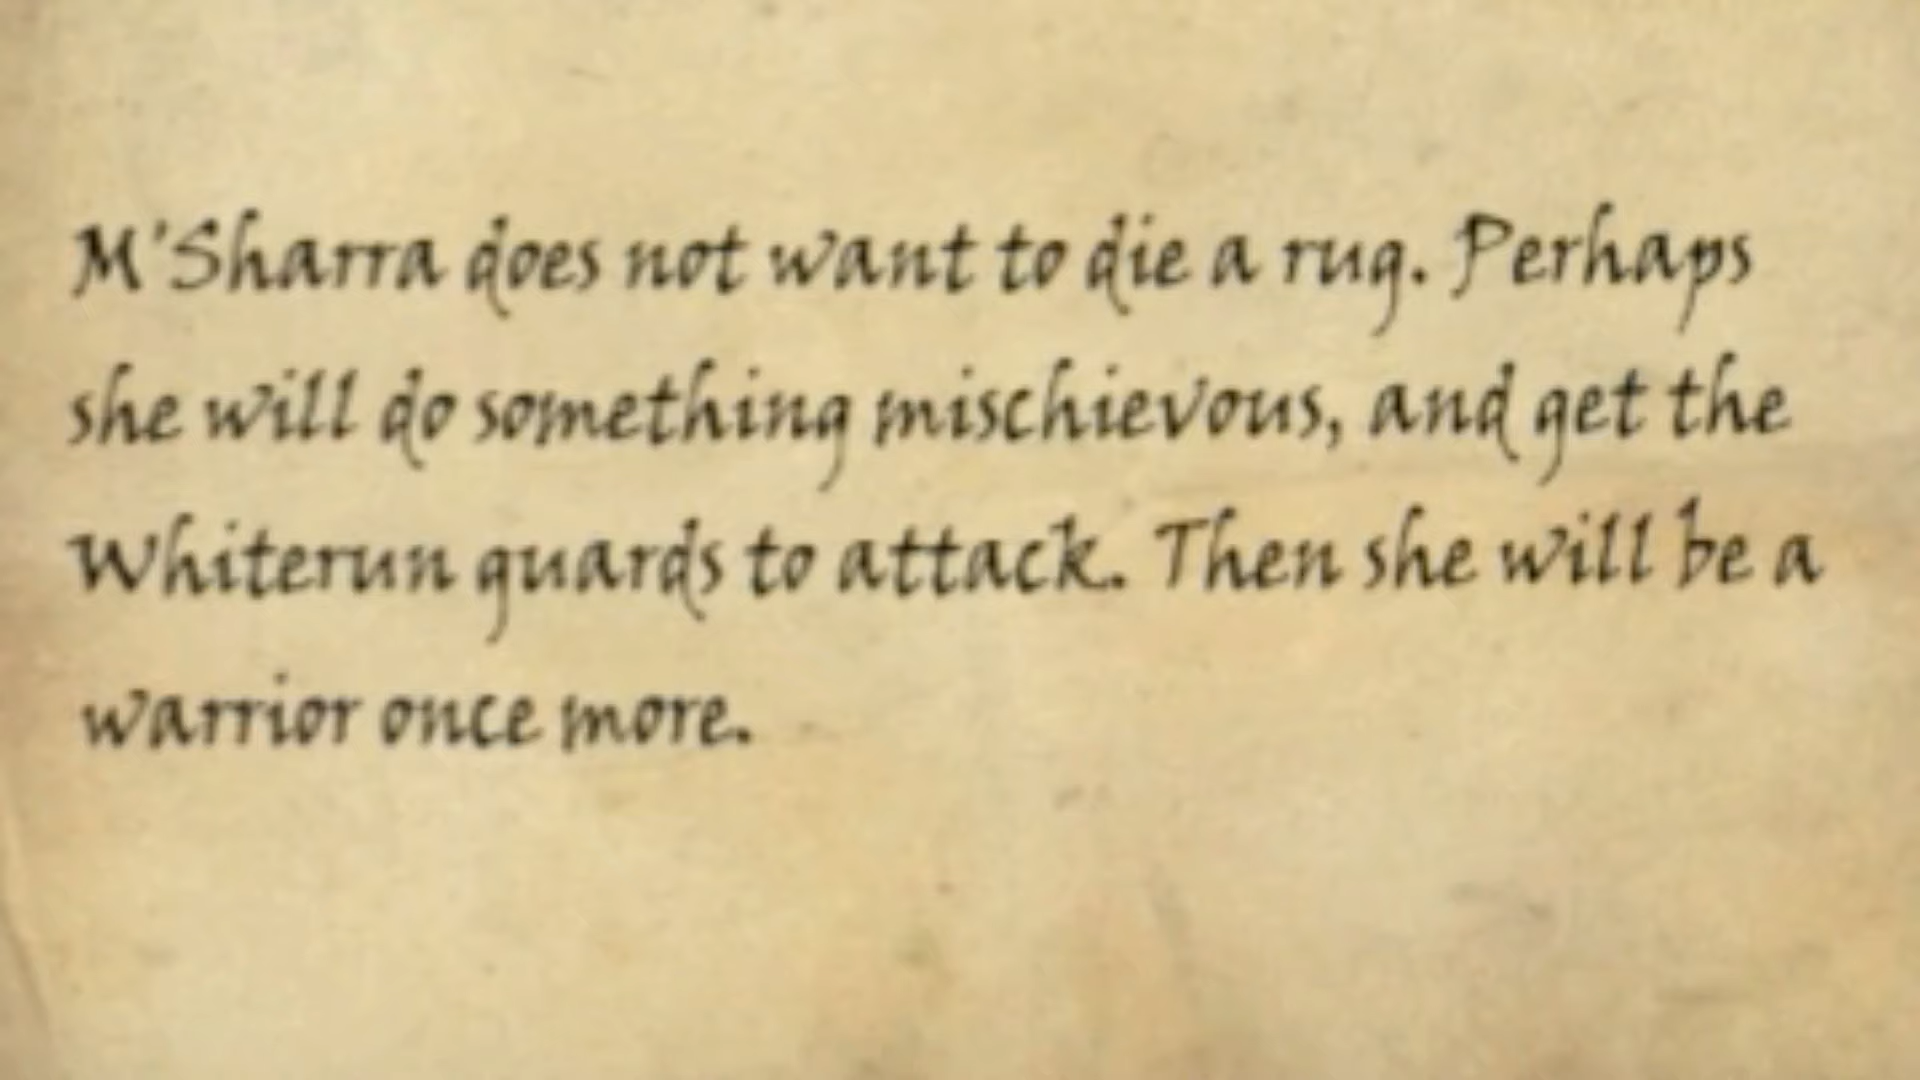 M'Sharra does not want to die a rug. Perhaps
she will do something mischievous, and get the
Whiterun guards to attack. Then she will be a
warrior once more.